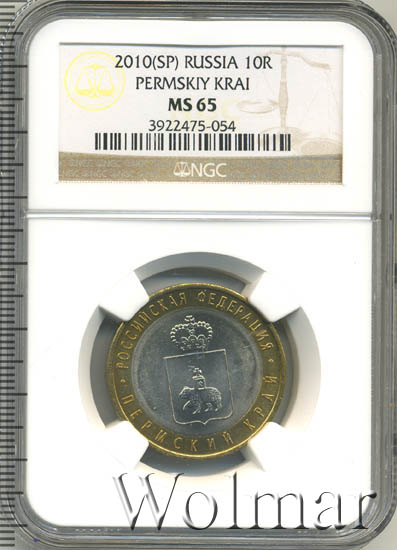 2010(SP) RUSSIA 10R
PERMSKIY KRAI
MS 65
3922475-054
NGC
РОССИЙСКАЯ ФЕДЕРАЦИЯ
ПЕРМСКИЙ КРАЙ
Wolmar